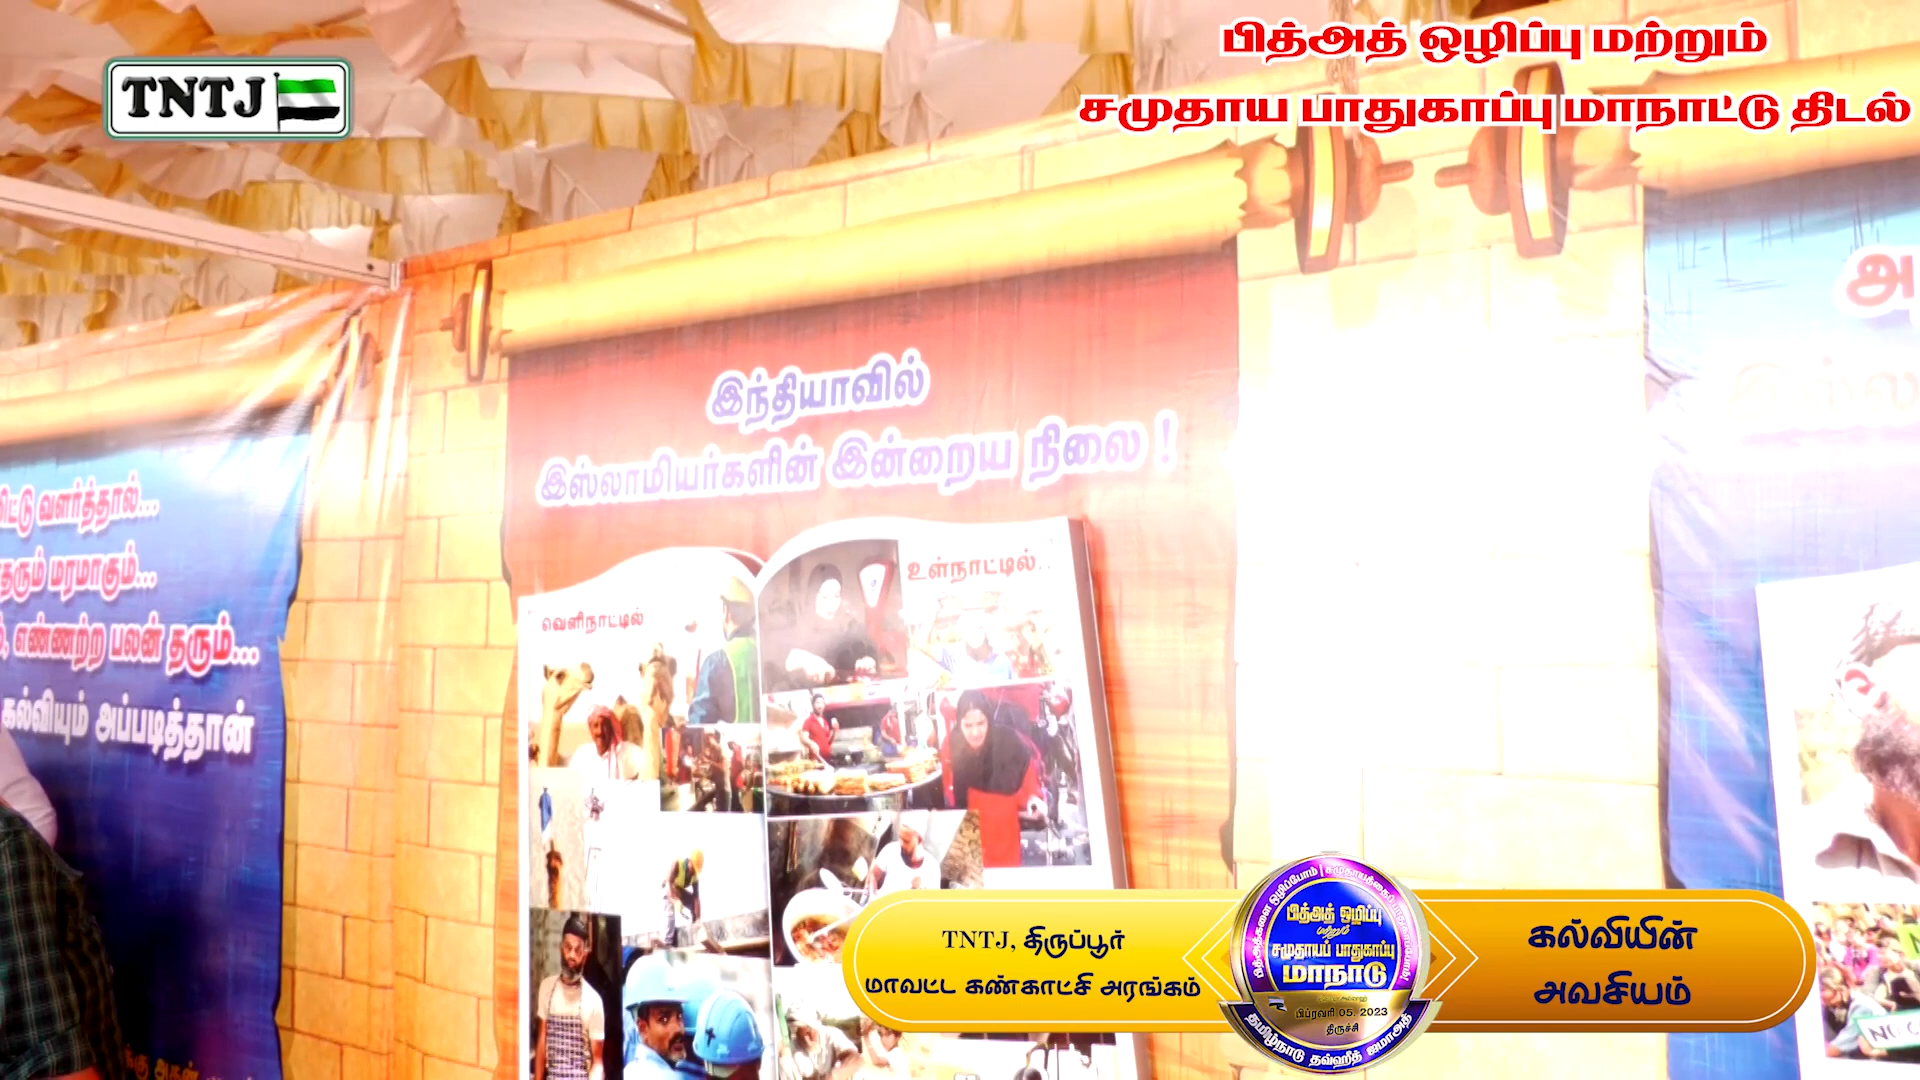 TNTJ
பித்அத் ஒழிப்பு மற்றும்
சமுதாய பாதுகாப்பு மாநாட்டு திடல்
வளர்த்தால்...
மரமாகும்...
எண்ணற்ற பலன் தரும்...
கல்வியும் அப்படித்தான்
இந்தியாவில்
இஸ்லாமியர்களின் இன்றைய நிலை !
வெளிநாட்டில்
உள்நாட்டில்..
TNTJ, திருப்பூர்
மாவட்ட கண்காட்சி அரங்கம்
பித்அத் ஒழிப்பு
மற்றும்
சமுதாயப் பாதுகாப்பு
மாநாடு
பிப்ரவரி 05, 2023
திருச்சி
தமிழ்நாடு தவ்ஹீத் ஜமாஅத்
கல்வியின்
அவசியம்